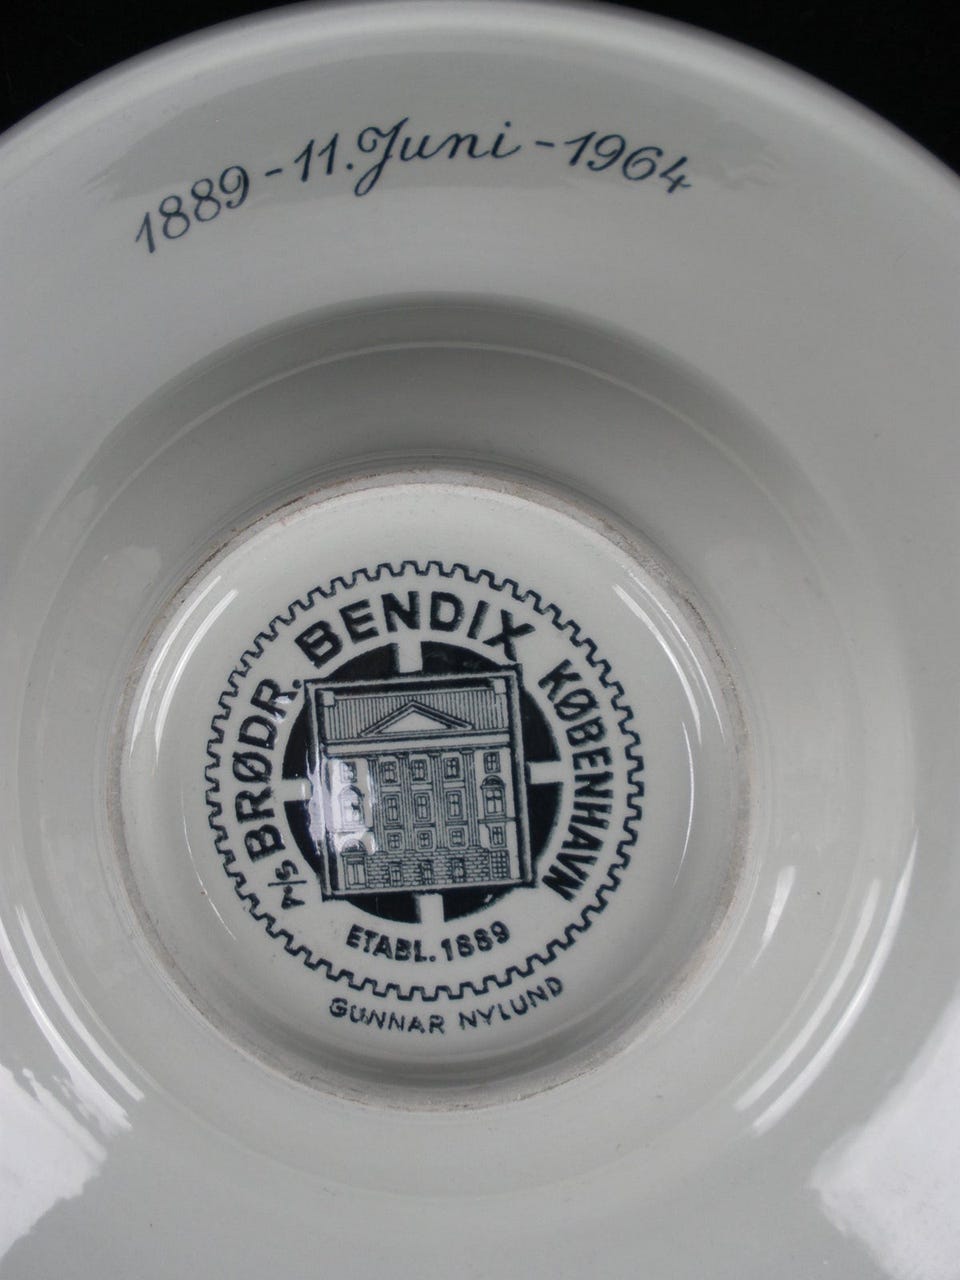 1889 - 11. Juni - 1964
A/S BRØDR. BENDIX KØBENHAVN
ETABL. 1889
GUNNAR NYLUND